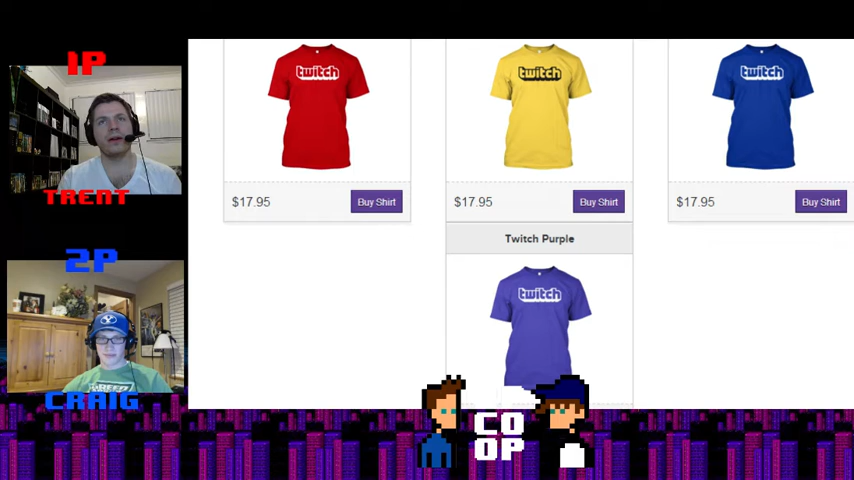 1P
TRENT
2P
CRAIG
twitch
twitch
twitch
$17.95
Buy Shirt
$17.95
Buy Shirt
$17.95
Buy Shirt
Twitch Purple
twitch
CO
OP